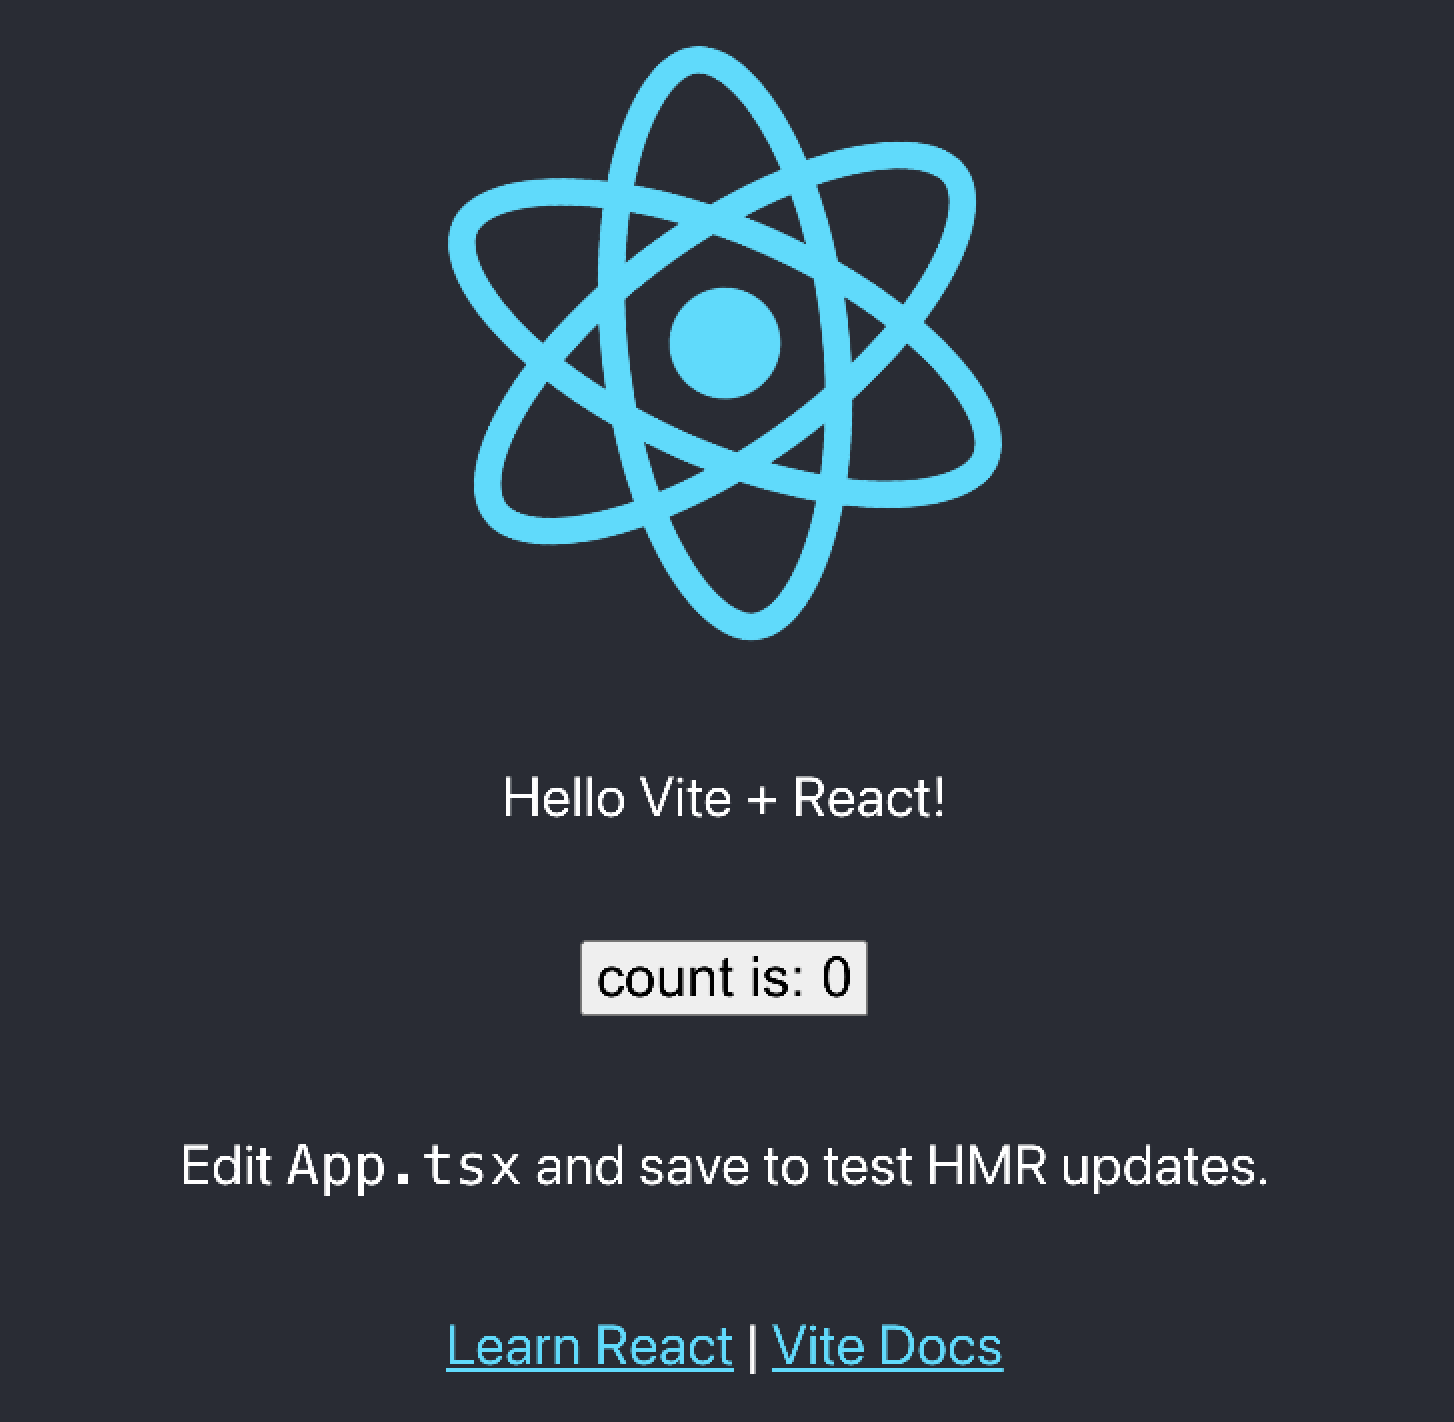 Hello Vite + React!
count is: 0
Edit App.tsx and save to test HMR updates.
Learn React | Vite Docs